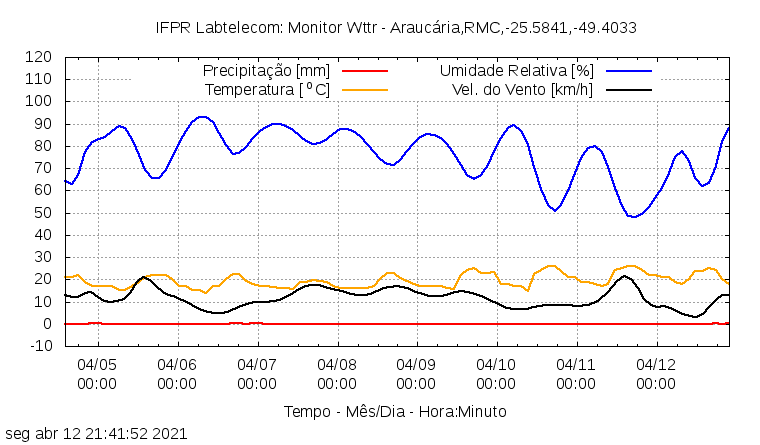 IFPR Labtelecom: Monitor Wttr - Araucária,RMC,-25.5841,-49.4033
120
110
100
90
80
70
60
50
40
30
20
10
0
-10
Precipitação [mm]
Temperatura [⁰C]
Umidade Relativa [%]
Vel. do Vento [km/h]
04/05 04/06 04/07 04/08 04/09 04/10 04/11 04/12
00:00 00:00 00:00 00:00 00:00 00:00 00:00 00:00
Tempo - Mês/Dia - Hora:Minuto
seg abr 12 21:41:52 2021